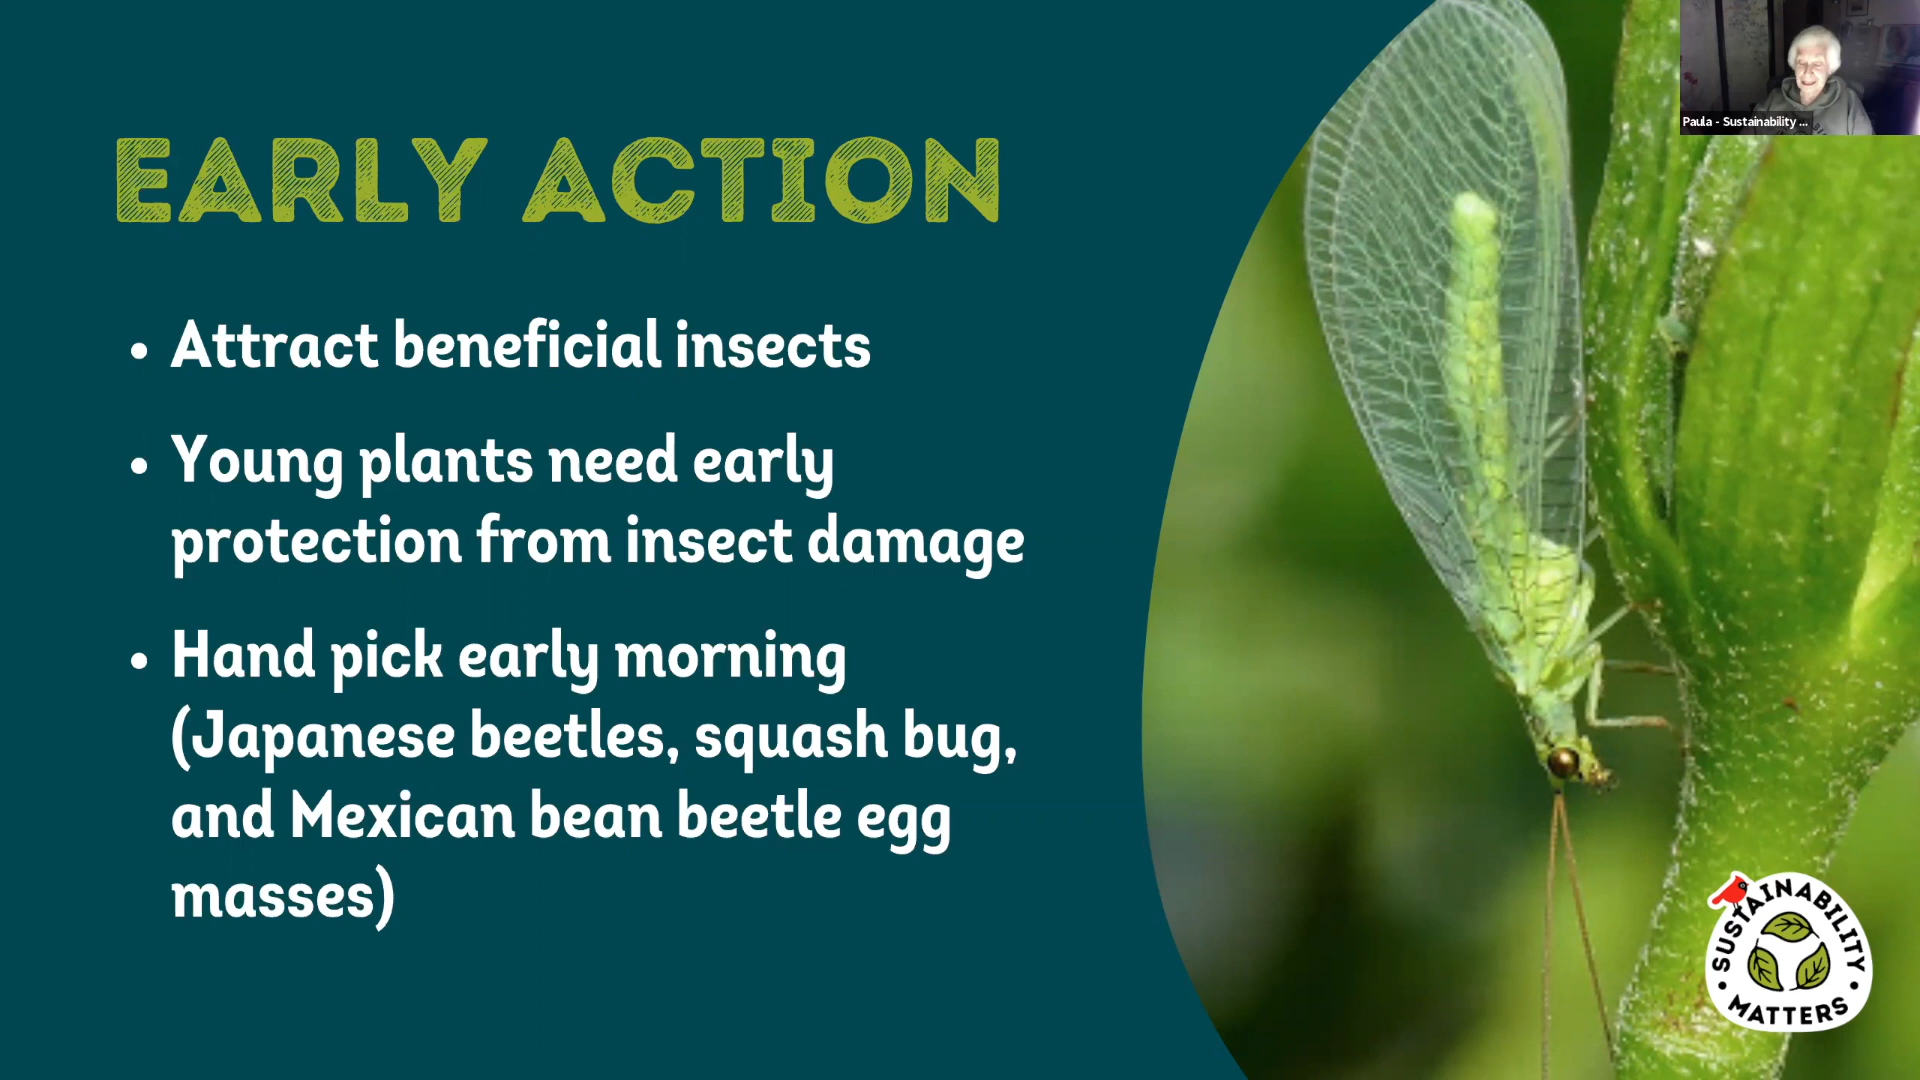 Paula - Sustainability ...
EARLY ACTION
• Attract beneficial insects
• Young plants need early
protection from insect damage
• Hand pick early morning
(Japanese beetles, squash bug,
and Mexican bean beetle egg
masses)
SUSTAINABILITY
• MATTERS •